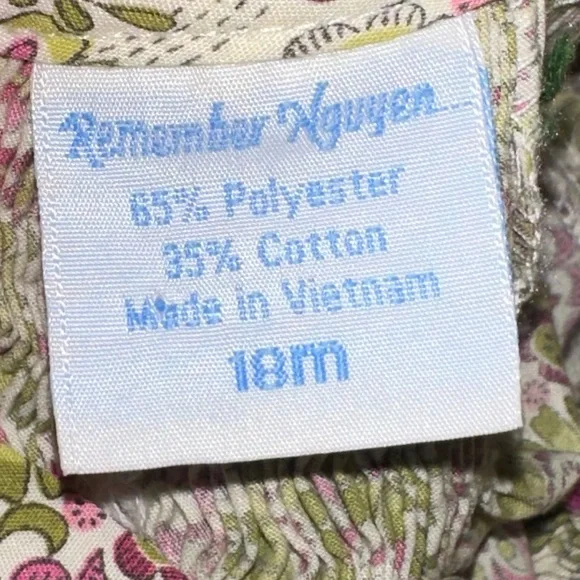 Remember Nguyen
65% Polyester
35% Cotton
Made in Vietnam
18m